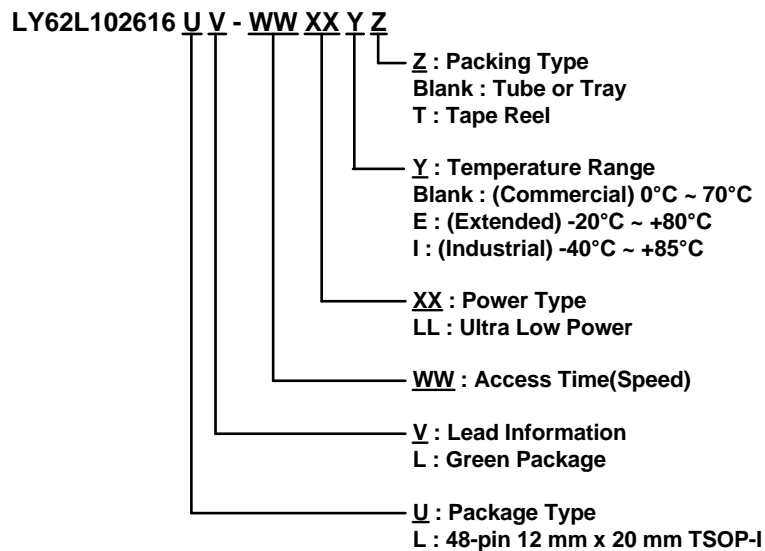 LY62L102616 U V - WW XX Y Z
Z : Packing Type
Blank : Tube or Tray
T : Tape Reel
Y : Temperature Range
Blank : (Commercial) 0°C ~ 70°C
E : (Extended) -20°C ~ +80°C
I : (Industrial) -40°C ~ +85°C
XX : Power Type
LL : Ultra Low Power
WW : Access Time(Speed)
V : Lead Information
L : Green Package
U : Package Type
L : 48-pin 12 mm x 20 mm TSOP-I